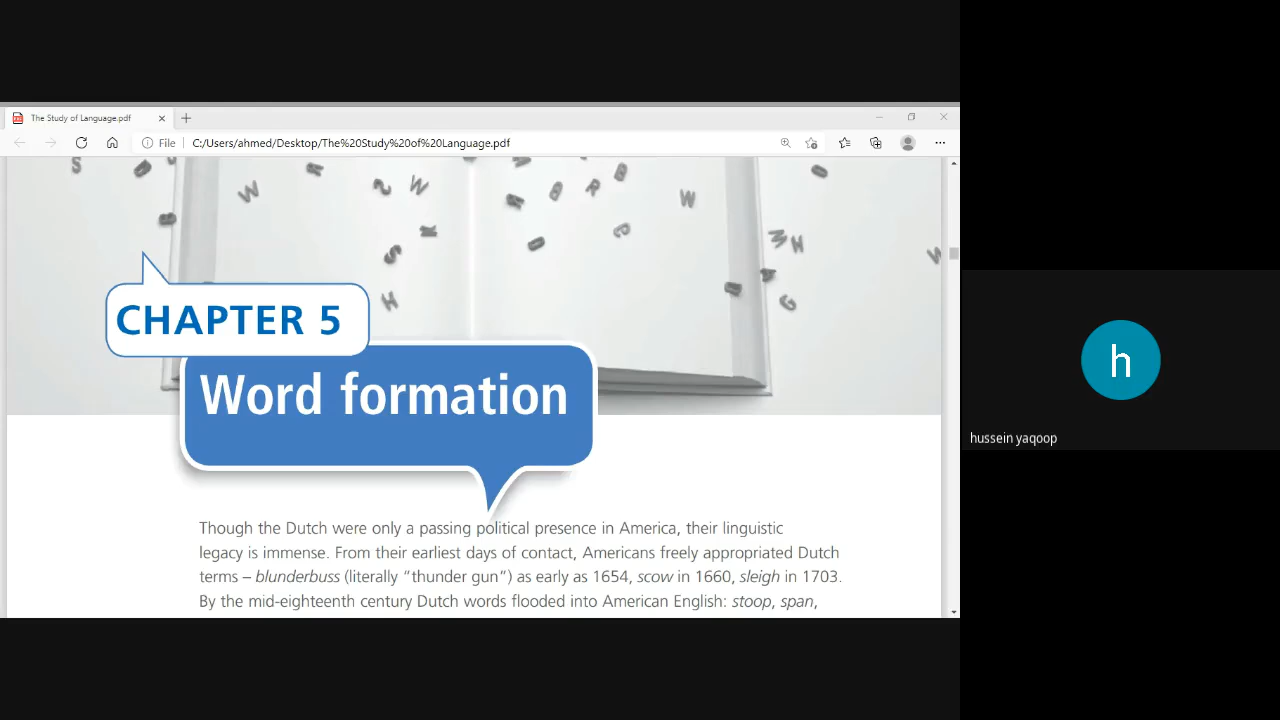 The Study of Language.pdf
File
C:/Users/ahmed/Desktop/The%20Study%20of%20Language.pdf
CHAPTER 5
Word formation
Though the Dutch were only a passing political presence in America, their linguistic
legacy is immense. From their earliest days of contact, Americans freely appropriated Dutch
terms – blunderbuss (literally “thunder gun”) as early as 1654, scow in 1660, sleigh in 1703.
By the mid-eighteenth century Dutch words flooded into American English: stoop, span,
h
hussein yaqoop